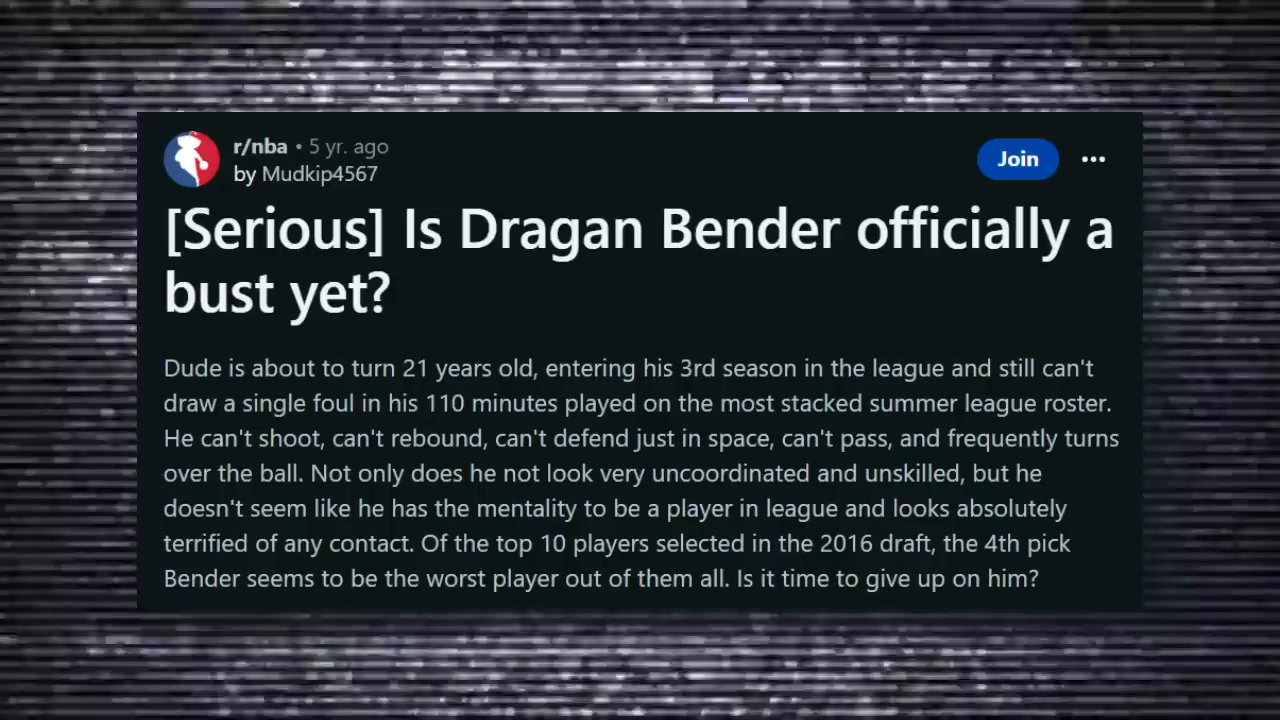 r/nba • 5 yr. ago
by Mudkip4567
Join
[Serious] Is Dragan Bender officially a
bust yet?
Dude is about to turn 21 years old, entering his 3rd season in the league and still can't
draw a single foul in his 110 minutes played on the most stacked summer league roster.
He can't shoot, can't rebound, can't defend just in space, can't pass, and frequently turns
over the ball. Not only does he not look very uncoordinated and unskilled, but he
doesn't seem like he has the mentality to be a player in league and looks absolutely
terrified of any contact. Of the top 10 players selected in the 2016 draft, the 4th pick
Bender seems to be the worst player out of them all. Is it time to give up on him?